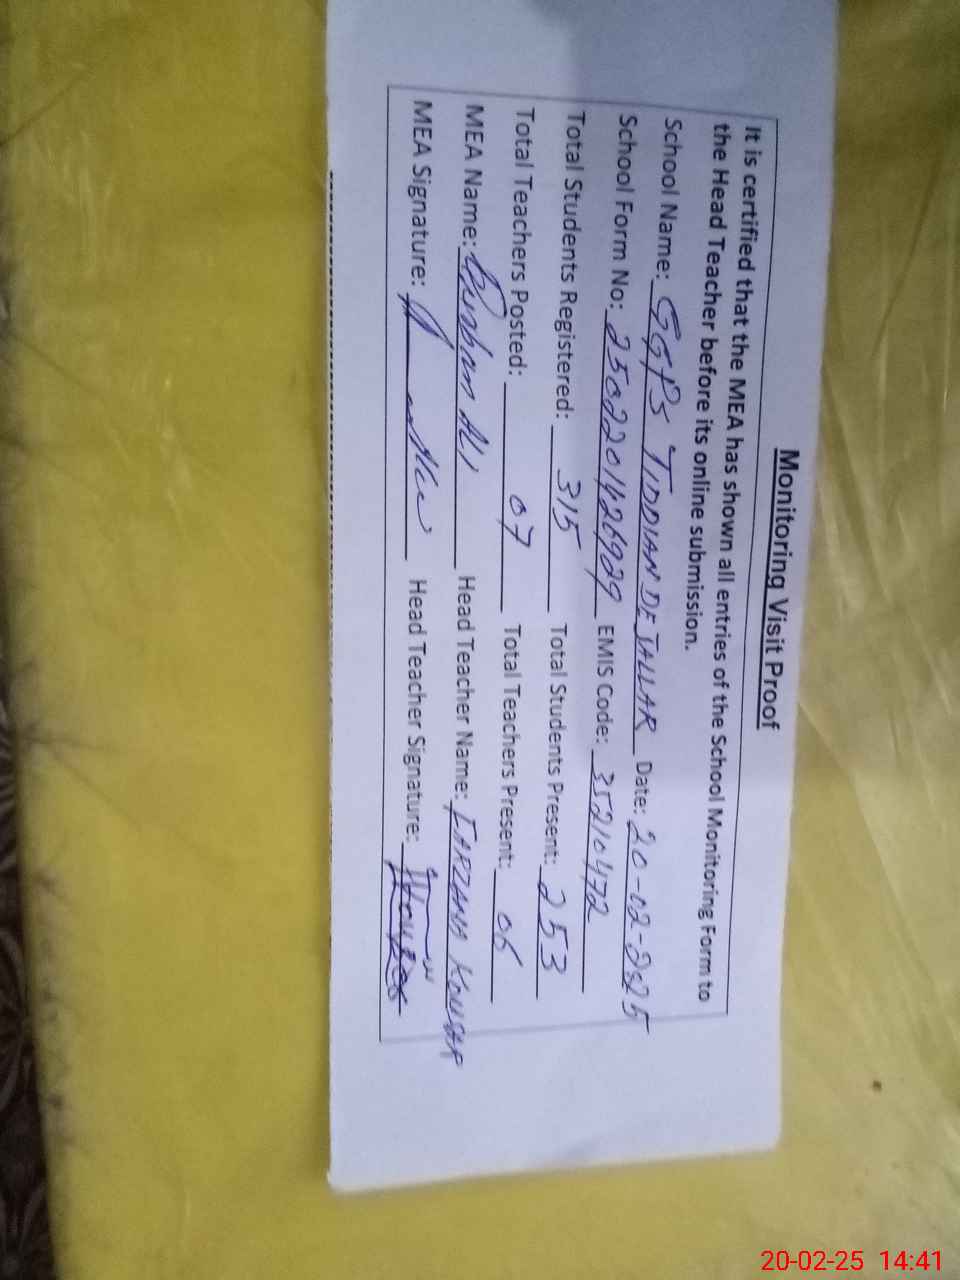 Monitoring Visit Proof
It is certified that the MEA has shown all entries of the School Monitoring Form to
the Head Teacher before its online submission.
School Name: GGPS TIDDIAN DE JALLAR Date: 20-02-2025
School Form No: 2502201426929 EMIS Code: 35210472
Total Students Registered: 315 Total Students Present: 253
Total Teachers Posted: 07 Total Teachers Present: 06
MEA Name: Ali Head Teacher Name: FARZANA KOUSAR
MEA Signature: Head Teacher Signature:
20-02-25 14:41